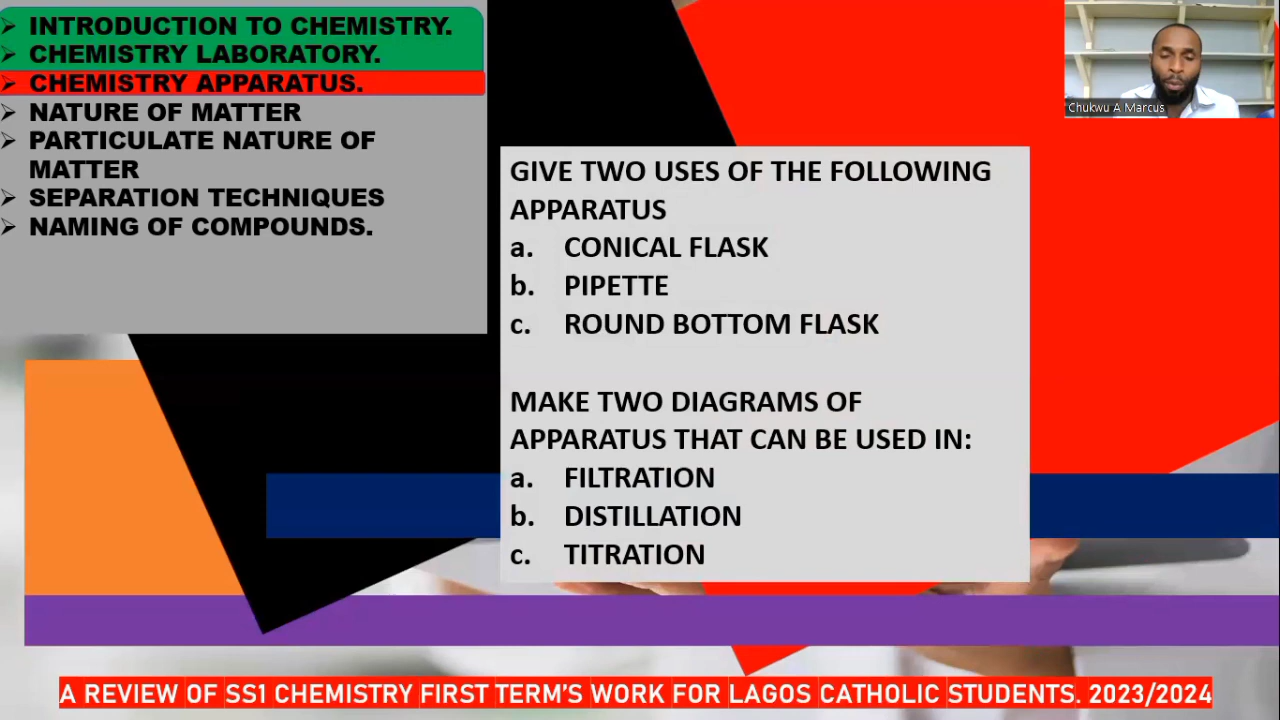 ➢ INTRODUCTION TO CHEMISTRY.
➢ CHEMISTRY LABORATORY.
➢ CHEMISTRY APPARATUS.
➢ NATURE OF MATTER
➢ PARTICULATE NATURE OF
MATTER
➢ SEPARATION TECHNIQUES
➢ NAMING OF COMPOUNDS.
Chukwu A Marcus
GIVE TWO USES OF THE FOLLOWING
APPARATUS
a. CONICAL FLASK
b. PIPETTE
c. ROUND BOTTOM FLASK
MAKE TWO DIAGRAMS OF
APPARATUS THAT CAN BE USED IN:
a. FILTRATION
b. DISTILLATION
c. TITRATION
A REVIEW OF SS1 CHEMISTRY FIRST TERM'S WORK FOR LAGOS CATHOLIC STUDENTS. 2023/2024